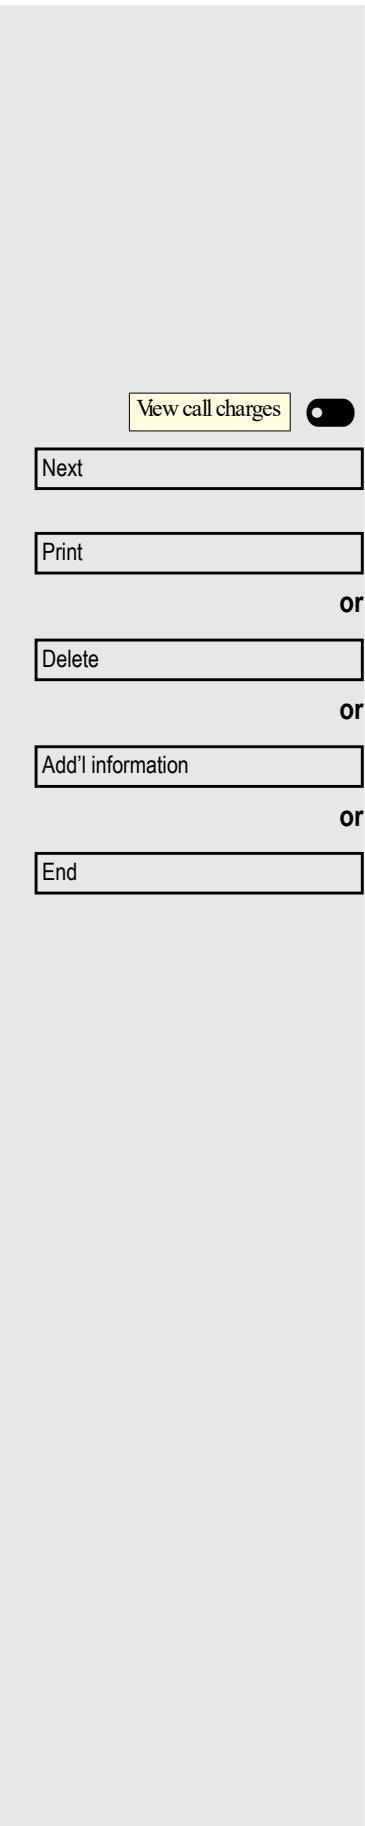 View call charges
Next
Print
or
Delete
or
Add'l information
or
End